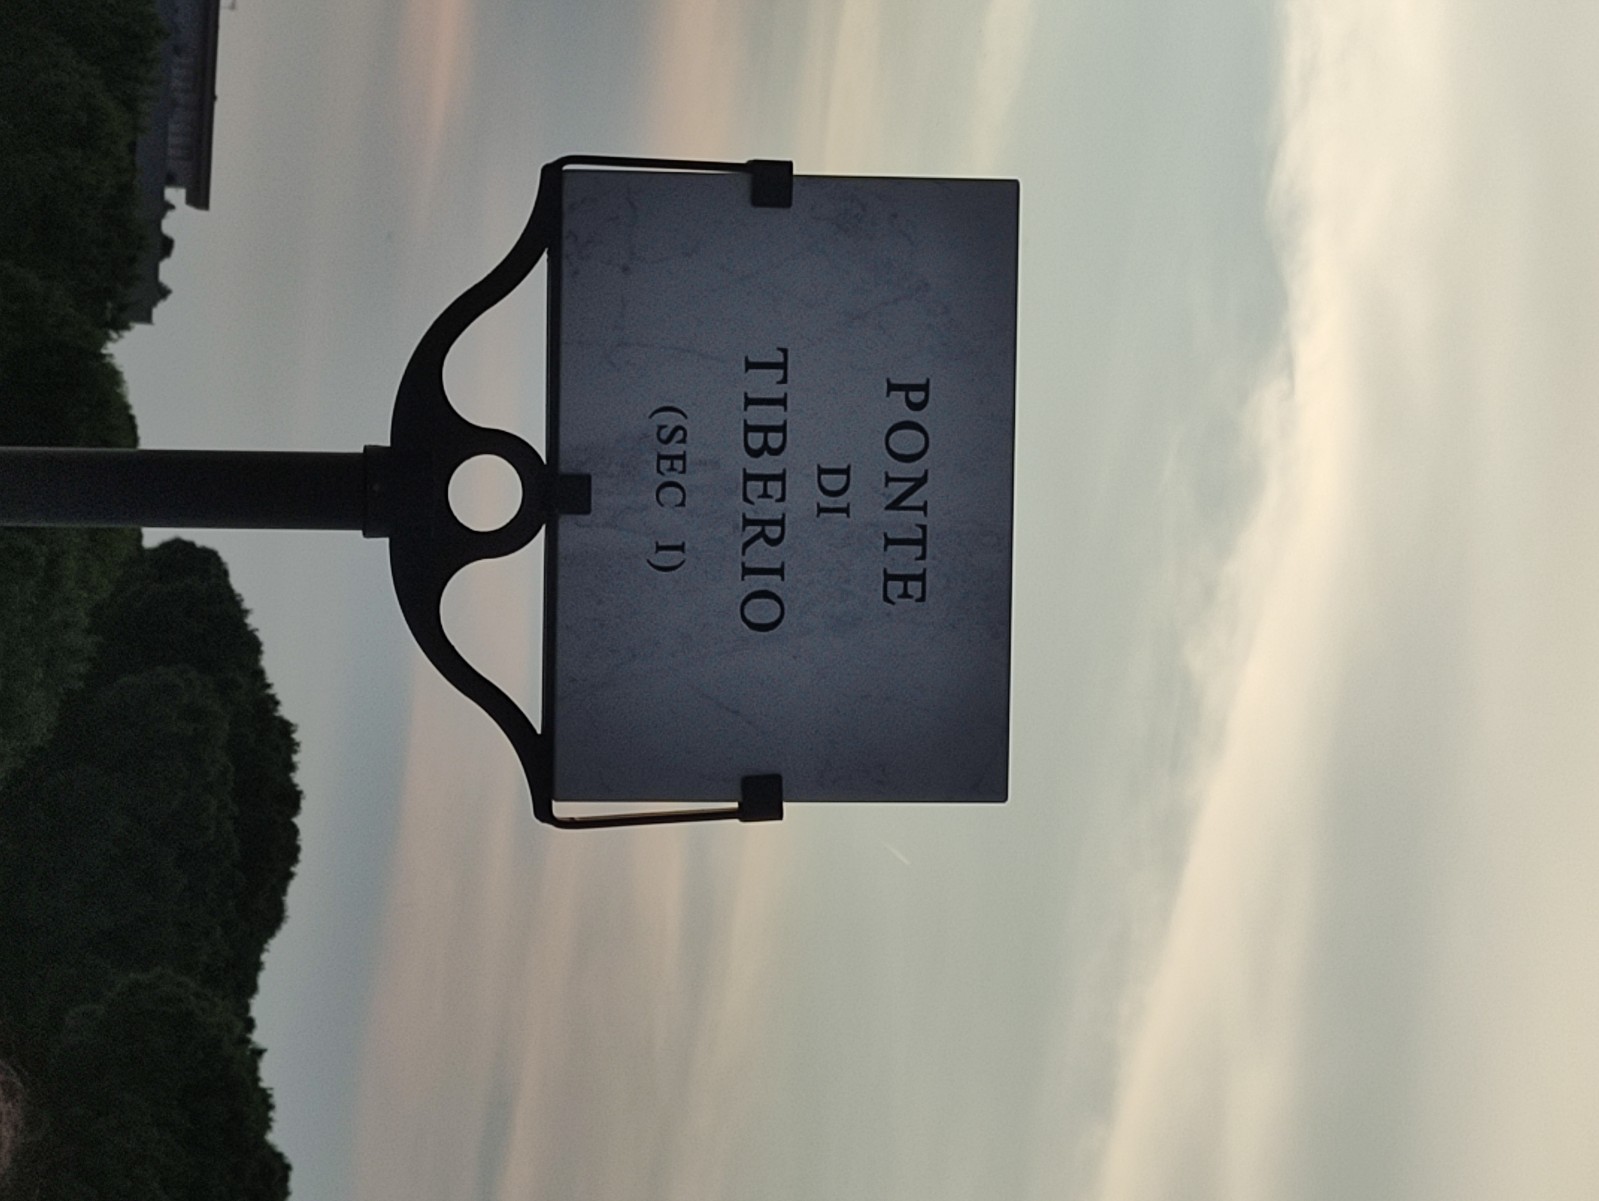 PONTE
DI
TIBERIO
(SEC I)